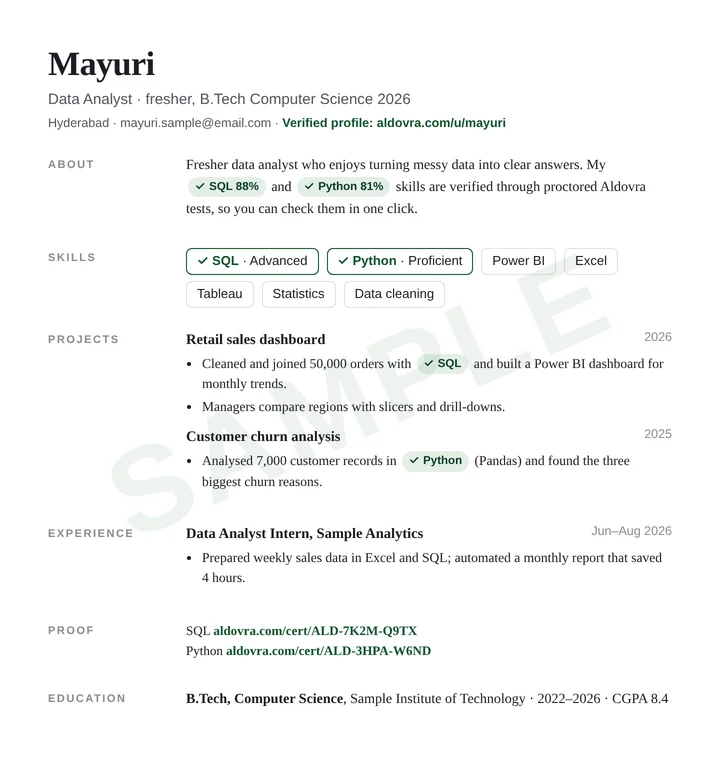 Mayuri
Data Analyst · fresher, B.Tech Computer Science 2026
Hyderabad · mayuri.sample@email.com · Verified profile: aldovra.com/u/mayuri
ABOUT
Fresher data analyst who enjoys turning messy data into clear answers. My
✓ SQL 88% and ✓ Python 81% skills are verified through proctored Aldovra
tests, so you can check them in one click.
SKILLS
✓ SQL · Advanced ✓ Python · Proficient Power BI Excel
Tableau Statistics Data cleaning
PROJECTS
Retail sales dashboard 2026
• Cleaned and joined 50,000 orders with ✓ SQL and built a Power BI dashboard for
monthly trends.
• Managers compare regions with slicers and drill-downs.
Customer churn analysis 2025
• Analysed 7,000 customer records in ✓ Python (Pandas) and found the three
biggest churn reasons.
EXPERIENCE
Data Analyst Intern, Sample Analytics Jun–Aug 2026
• Prepared weekly sales data in Excel and SQL; automated a monthly report that saved
4 hours.
PROOF
SQL aldovra.com/cert/ALD-7K2M-Q9TX
Python aldovra.com/cert/ALD-3HPA-W6ND
EDUCATION
B.Tech, Computer Science, Sample Institute of Technology · 2022–2026 · CGPA 8.4
SAMPLE